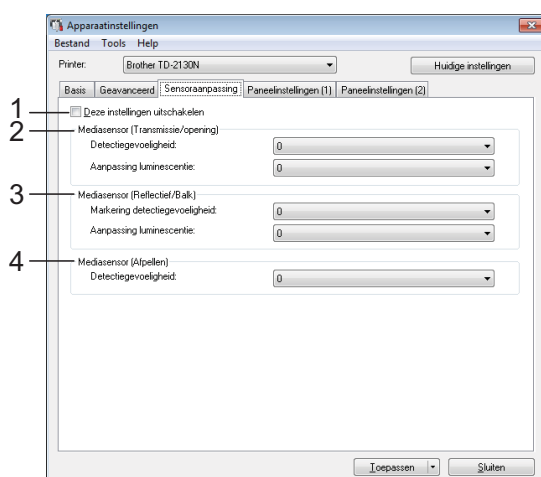 Apparaatinstellingen
Bestand Tools Help
Printer: Brother TD-2130N Huidige instellingen
Basis Geavanceerd Sensoraanpassing Paneelinstellingen (1) Paneelinstellingen (2)
1 Deze instellingen uitschakelen
2 Mediasensor (Transmissie/opening)
Detectiegevoeligheid: 0
Aanpassing luminescentie: 0
3 Mediasensor (Reflectief/Balk)
Markering detectiegevoeligheid: 0
Aanpassing luminescentie: 0
4 Mediasensor (Afpellen)
Detectiegevoeligheid: 0
Toepassen Sluiten